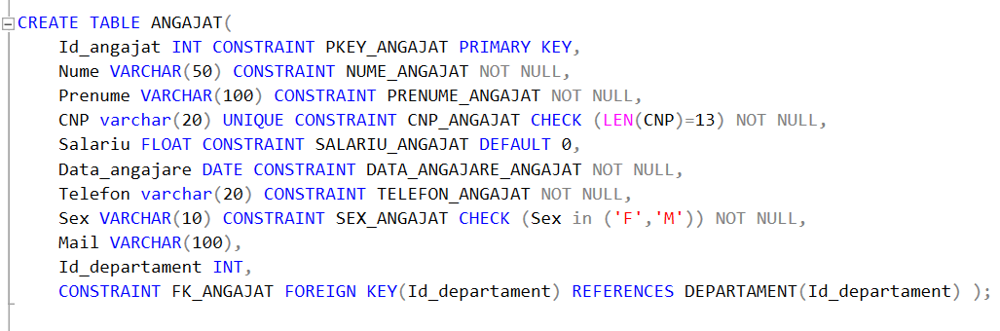 CREATE TABLE ANGAJAT(
Id_angajat INT CONSTRAINT PKEY_ANGAJAT PRIMARY KEY,
Nume VARCHAR(50) CONSTRAINT NUME_ANGAJAT NOT NULL,
Prenume VARCHAR(100) CONSTRAINT PRENUME_ANGAJAT NOT NULL,
CNP varchar(20) UNIQUE CONSTRAINT CNP_ANGAJAT CHECK (LEN(CNP)=13) NOT NULL,
Salariu FLOAT CONSTRAINT SALARIU_ANGAJAT DEFAULT 0,
Data_angajare DATE CONSTRAINT DATA_ANGAJARE_ANGAJAT NOT NULL,
Telefon varchar(20) CONSTRAINT TELEFON_ANGAJAT NOT NULL,
Sex VARCHAR(10) CONSTRAINT SEX_ANGAJAT CHECK (Sex in ('F','M')) NOT NULL,
Mail VARCHAR(100),
Id_departament INT,
CONSTRAINT FK_ANGAJAT FOREIGN KEY(Id_departament) REFERENCES DEPARTAMENT(Id_departament) );